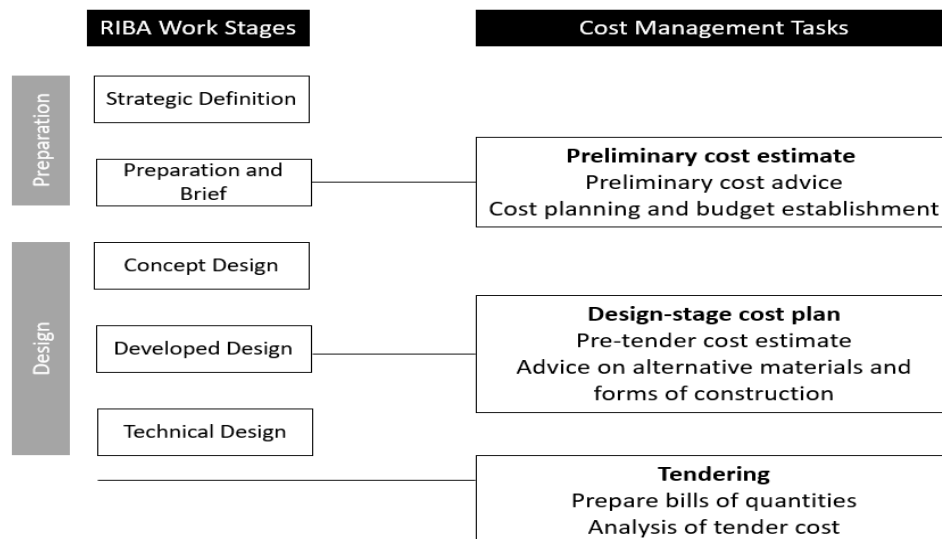 RIBA Work Stages
Cost Management Tasks
Preparation
Strategic Definition
Preparation and
Brief
Preliminary cost estimate
Preliminary cost advice
Cost planning and budget establishment
Design
Concept Design
Developed Design
Design-stage cost plan
Pre-tender cost estimate
Advice on alternative materials and
forms of construction
Technical Design
Tendering
Prepare bills of quantities
Analysis of tender cost